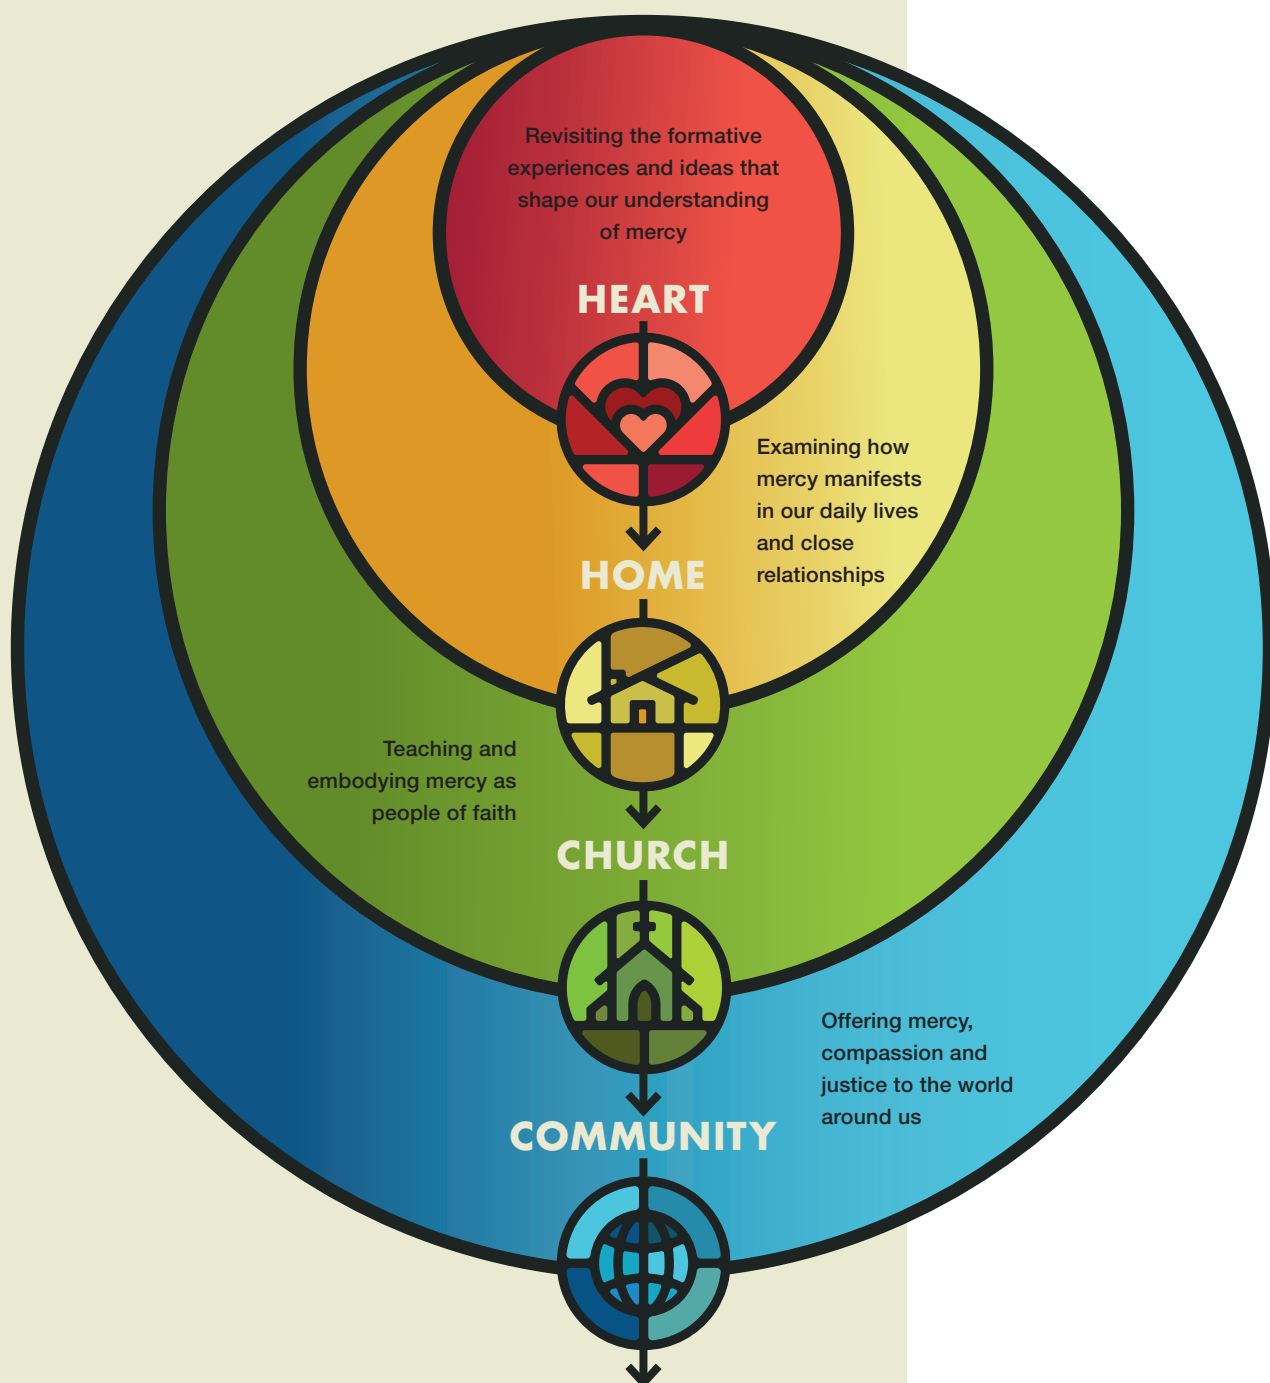 Revisiting the formative
experiences and ideas that
shape our understanding
of mercy
HEART
Examining how
mercy manifests
in our daily lives
and close
relationships
HOME
Teaching and
embodying mercy as
people of faith
CHURCH
Offering mercy,
compassion and
justice to the world
around us
COMMUNITY